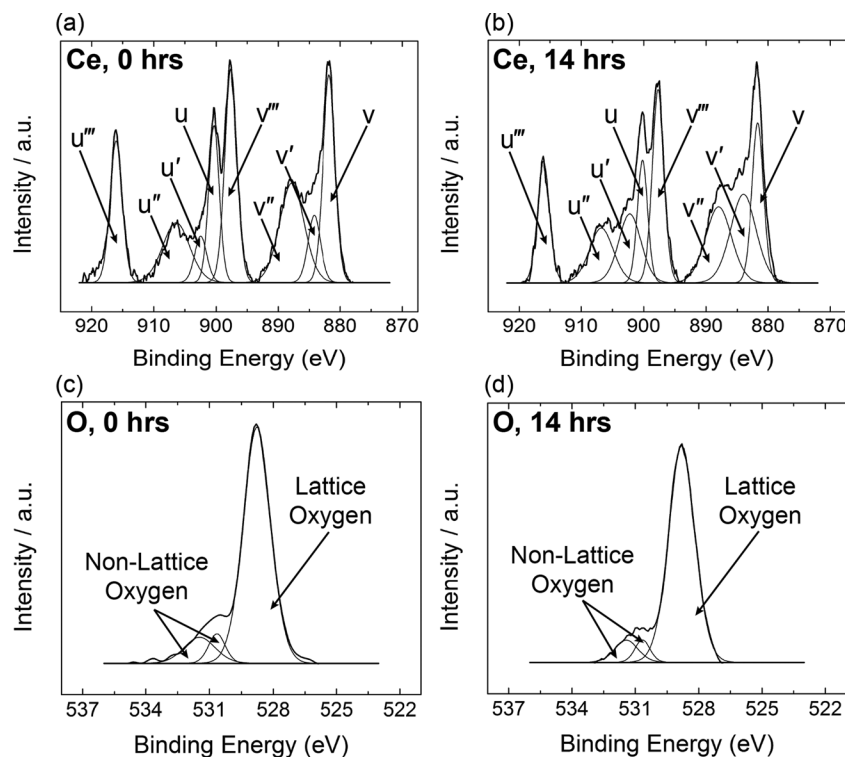 (a)
Ce, 0 hrs
u‴
u″
u′
u
v‴
v″
v′
v
Intensity / a.u.
920 910 900 890 880 870
Binding Energy (eV)
(b)
Ce, 14 hrs
u‴
u″
u′
u
v‴
v″
v′
v
Intensity / a.u.
920 910 900 890 880 870
Binding Energy (eV)
(c)
O, 0 hrs
Lattice
Oxygen
Non-Lattice
Oxygen
Intensity / a.u.
537 534 531 528 525 522
Binding Energy (eV)
(d)
O, 14 hrs
Lattice
Oxygen
Non-Lattice
Oxygen
Intensity / a.u.
537 534 531 528 525 522
Binding Energy (eV)